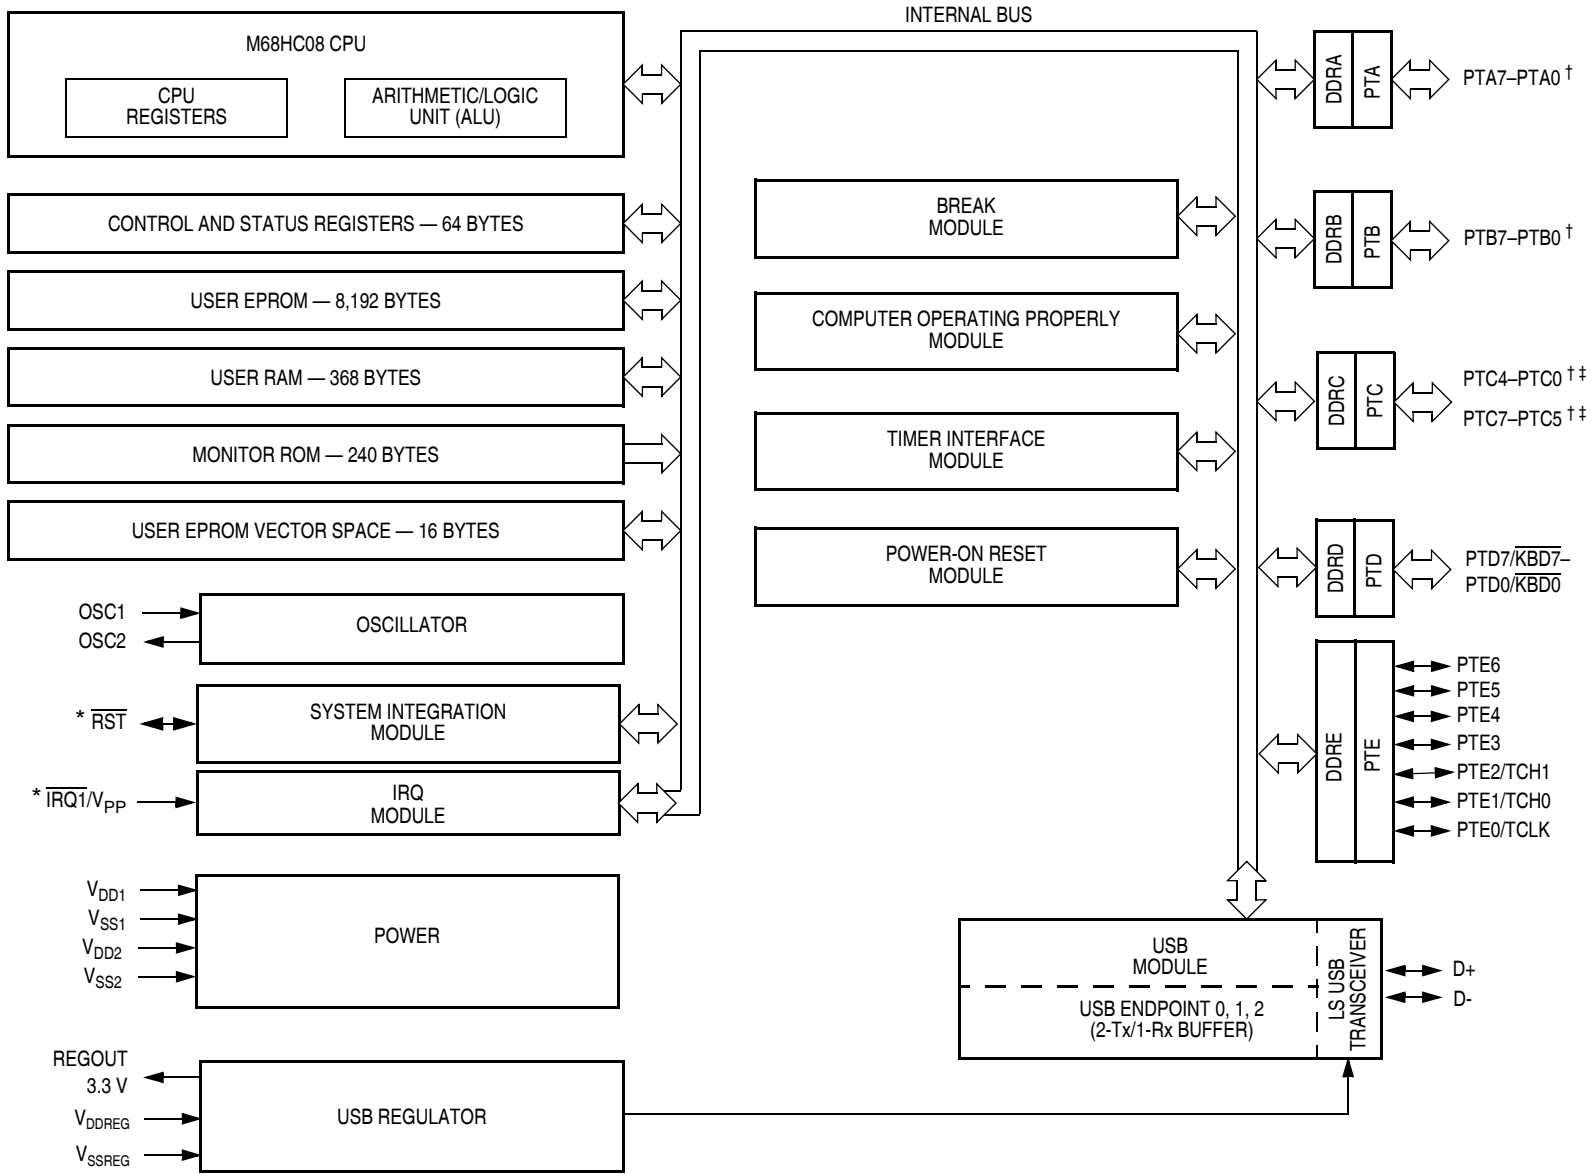 INTERNAL BUS
M68HC08 CPU
CPU
REGISTERS
ARITHMETIC/LOGIC
UNIT (ALU)
CONTROL AND STATUS REGISTERS — 64 BYTES
USER EPROM — 8,192 BYTES
USER RAM — 368 BYTES
MONITOR ROM — 240 BYTES
USER EPROM VECTOR SPACE — 16 BYTES
OSC1
OSC2
OSCILLATOR
* RST
SYSTEM INTEGRATION
MODULE
* IRQ1/VPP
IRQ
MODULE
VDD1
VSS1
VDD2
VSS2
POWER
REGOUT
3.3 V
VDDREG
VSSREG
USB REGULATOR
BREAK
MODULE
COMPUTER OPERATING PROPERLY
MODULE
TIMER INTERFACE
MODULE
POWER-ON RESET
MODULE
DDRA
PTA
PTA7–PTA0 †
DDRB
PTB
PTB7–PTB0 †
DDRC
PTC
PTC4–PTC0 † ‡
PTC7–PTC5 † ‡
DDRD
PTD
PTD7/KBD7–
PTD0/KBD0
DDRE
PTE
PTE6
PTE5
PTE4
PTE3
PTE2/TCH1
PTE1/TCH0
PTE0/TCLK
USB
MODULE
USB ENDPOINT 0, 1, 2
(2-Tx/1-Rx BUFFER)
LS USB
TRANSCEIVER
D+
D-